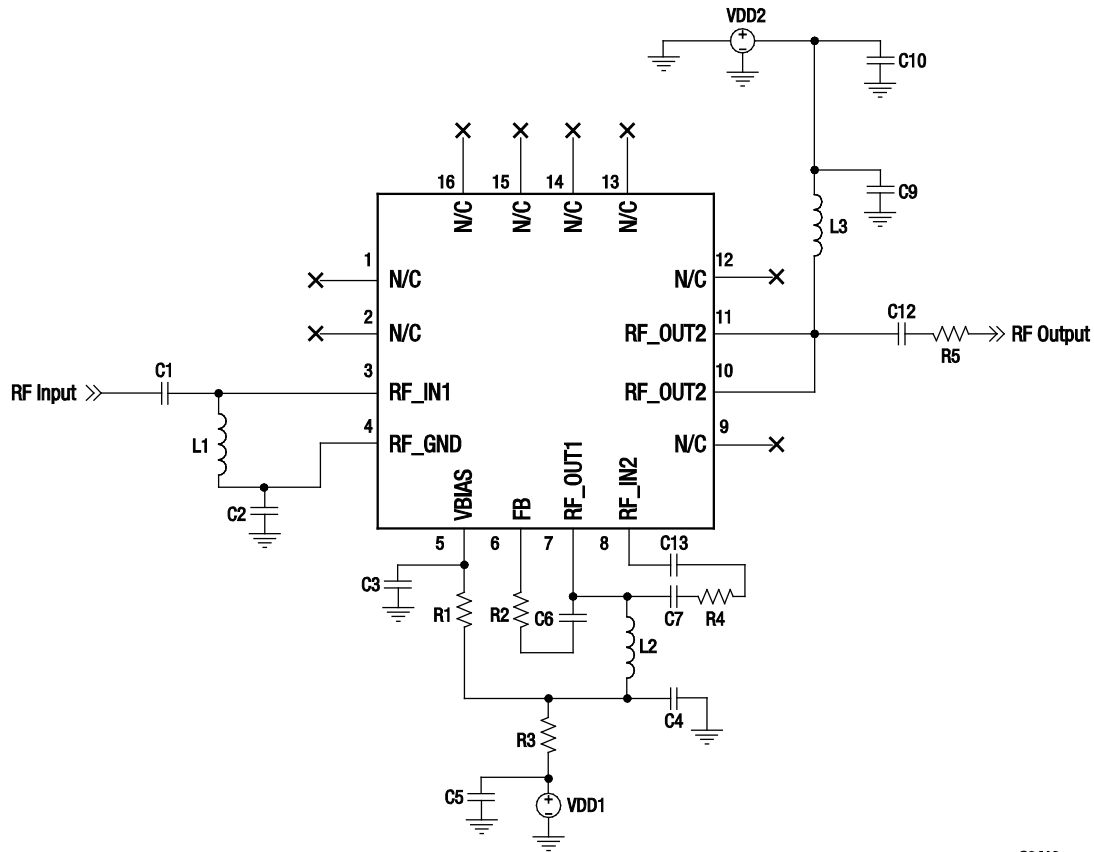 VDD2
C10
16 15 14 13
N/C N/C N/C N/C
C9
L3
1 N/C
N/C 12
2 N/C
RF_OUT2 11
C12
R5
RF Output
RF Input
C1
3 RF_IN1
RF_OUT2 10
L1
4 RF_GND
N/C 9
C2
VBIAS FB RF_OUT1 RF_IN2
5 6 7 8
C13
C3
R1
R2
C6
C7
R4
L2
C4
R3
C5
VDD1